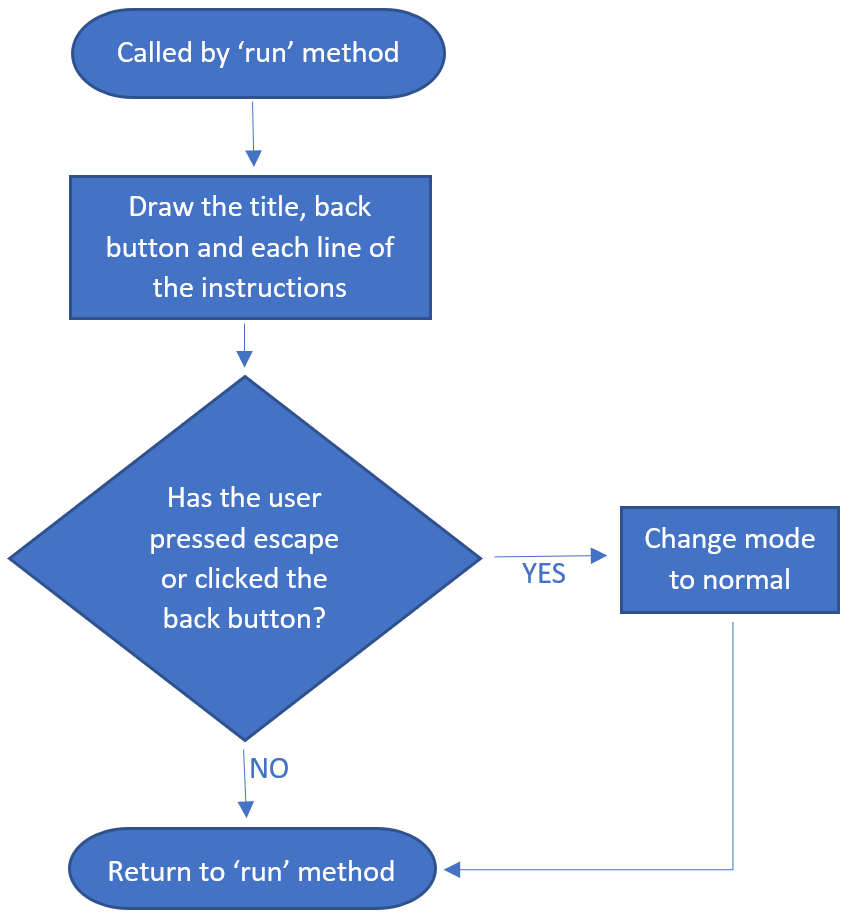 Called by ‘run’ method
Draw the title, back
button and each line of
the instructions
Has the user
pressed escape
or clicked the
back button?
YES
Change mode
to normal
NO
Return to ‘run’ method